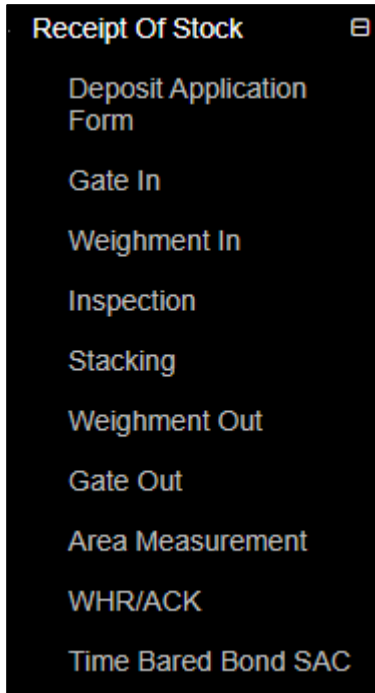 Receipt Of Stock
Deposit Application
Form
Gate In
Weighment In
Inspection
Stacking
Weighment Out
Gate Out
Area Measurement
WHR/ACK
Time Bared Bond SAC